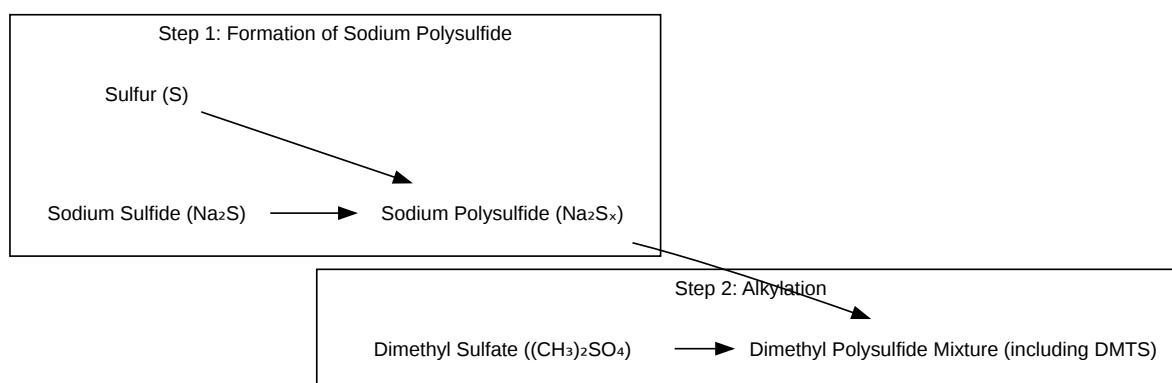 Step 1: Formation of Sodium Polysulfide
Sulfur (S)
Sodium Sulfide (Na₂S)
Sodium Polysulfide (Na₂Sₓ)
Step 2: Alkylation
Dimethyl Sulfate ((CH₃)₂SO₄)
Dimethyl Polysulfide Mixture (including DMTS)